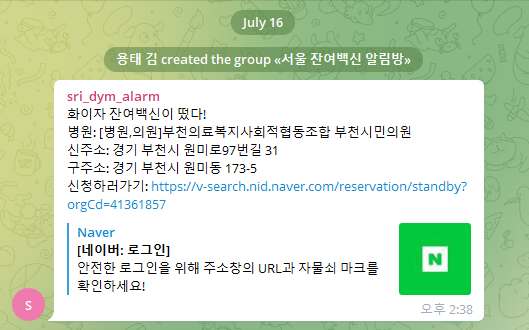 July 16
용태 김 created the group «서울 잔여백신 알림방»
sri_dym_alarm
화이자 잔여백신이 떴다!
병원: [병원,의원]부천의료복지사회적협동조합 부천시민의원
신주소: 경기 부천시 원미로97번길 31
구주소: 경기 부천시 원미동 173-5
신청하러가기: https://v-search.nid.naver.com/reservation/standby?
orgCd=41361857
Naver
[네이버: 로그인]
안전한 로그인을 위해 주소창의 URL과 자물쇠 마크를
확인하세요!
N
S
오후 2:38